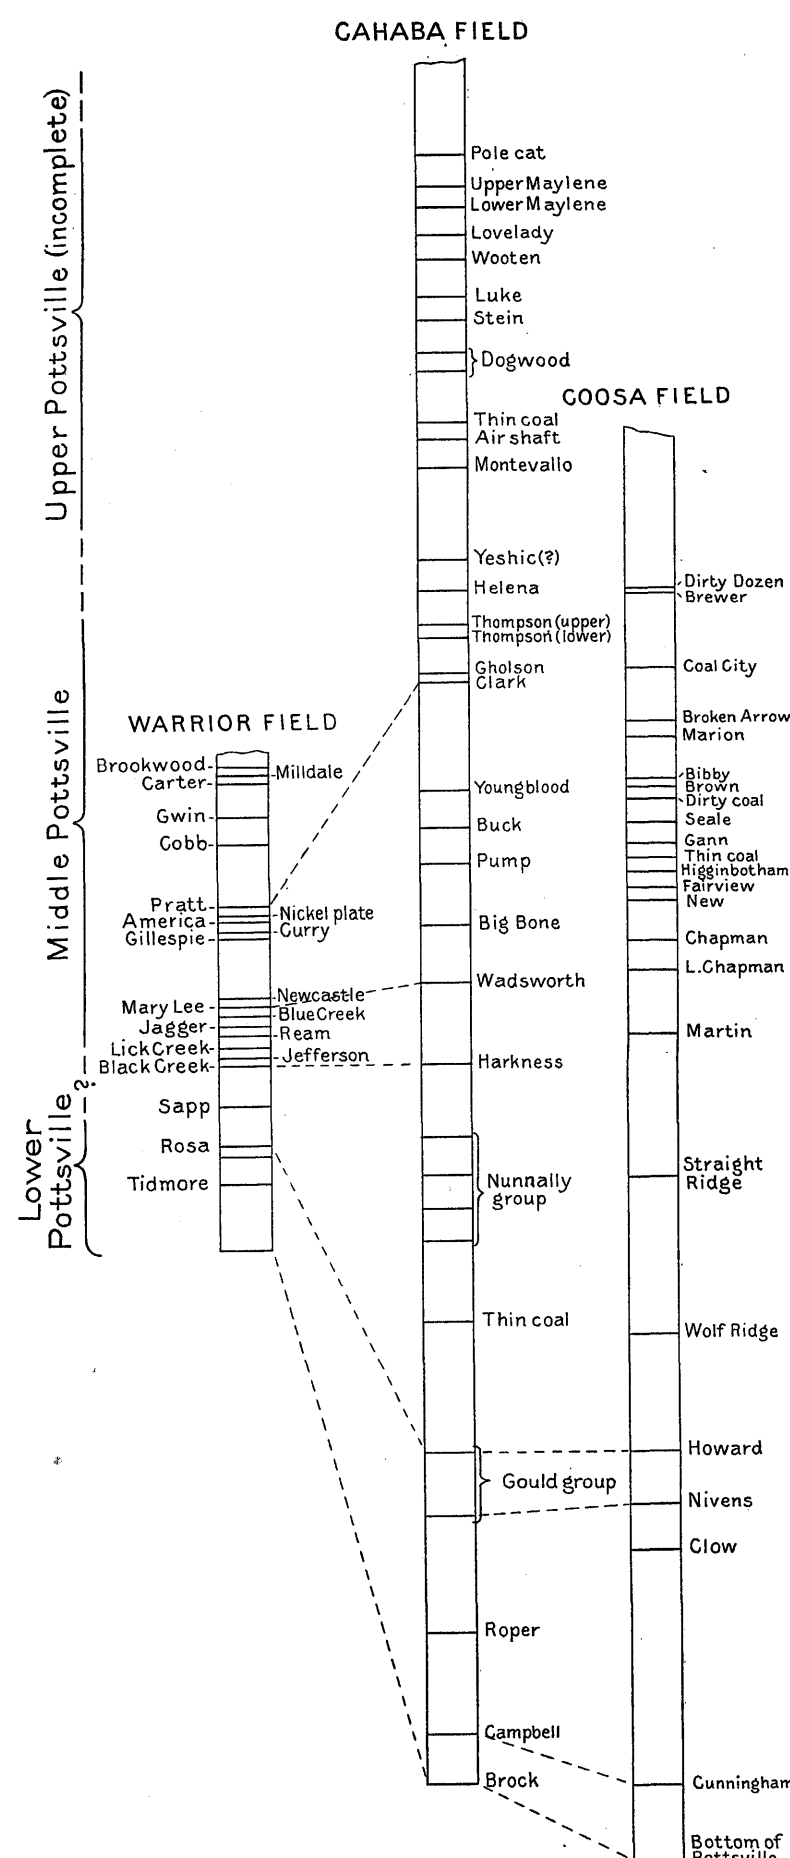 CAHABA FIELD
Pole cat
Upper Maylene
Lower Maylene
Lovelady
Wooten
Luke
Stein
Dogwood
Thin coal
Air shaft
Montevallo
Yeshic(?)
Helena
Thompson (upper)
Thompson (lower)
Gholson
Clark
Youngblood
Buck
Pump
Big Bone
Wadsworth
Harkness
Nunnally
group
Thin coal
Gould group
Roper
Campbell
Brock
COOSA FIELD
Dirty Dozen
Brewer
Coal City
Broken Arrow
Marion
Bibby
Brown
Dirty coal
Seale
Gann
Thin coal
Higginbotham
Fairview
New
Chapman
L.Chapman
Martin
Straight
Ridge
Wolf Ridge
Howard
Nivens
Clow
Cunningham
Bottom of
Pottsville
WARRIOR FIELD
Brookwood
Milldale
Carter
Gwin
Cobb
Pratt
Nickel plate
America
Curry
Gillespie
Newcastle
Mary Lee
Blue Creek
Jagger
Ream
Lick Creek
Jefferson
Black Creek
Sapp
Rosa
Tidmore
Upper Pottsville (incomplete)
Middle Pottsville
?
Lower
Pottsville